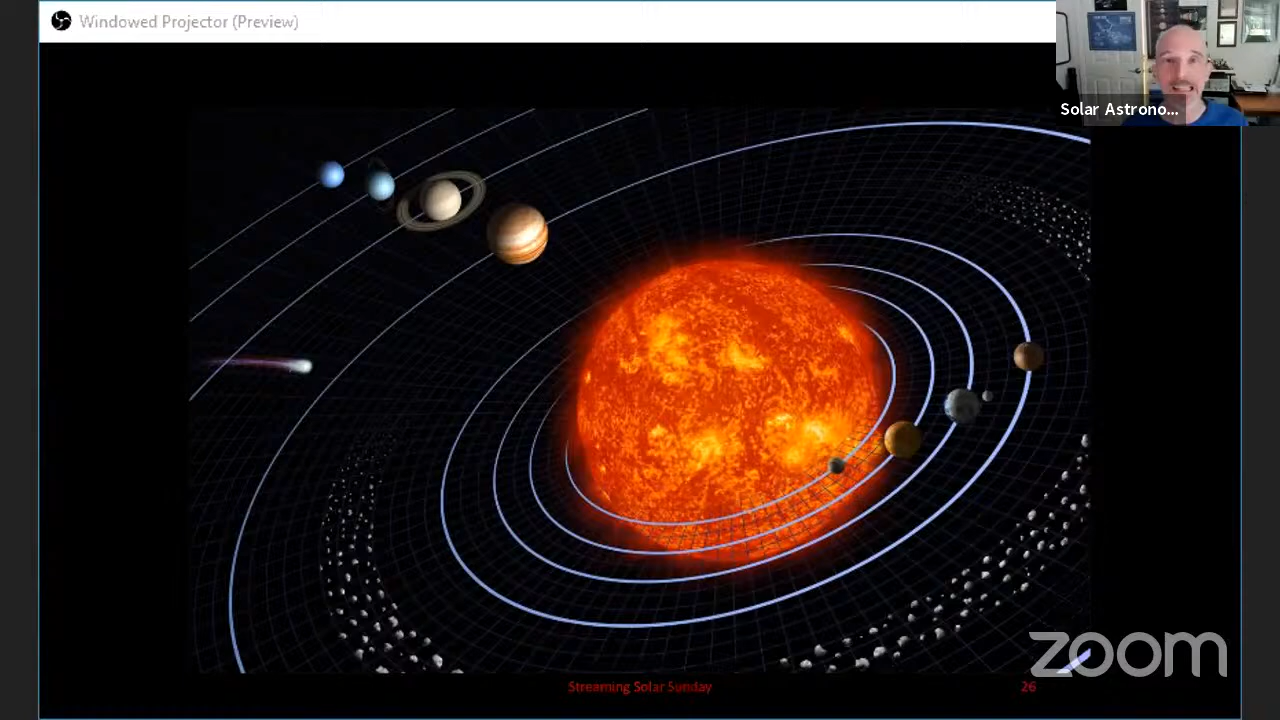 Windowed Projector (Preview)
Solar Astrono...
Streaming Solar Sunday
26
zoom